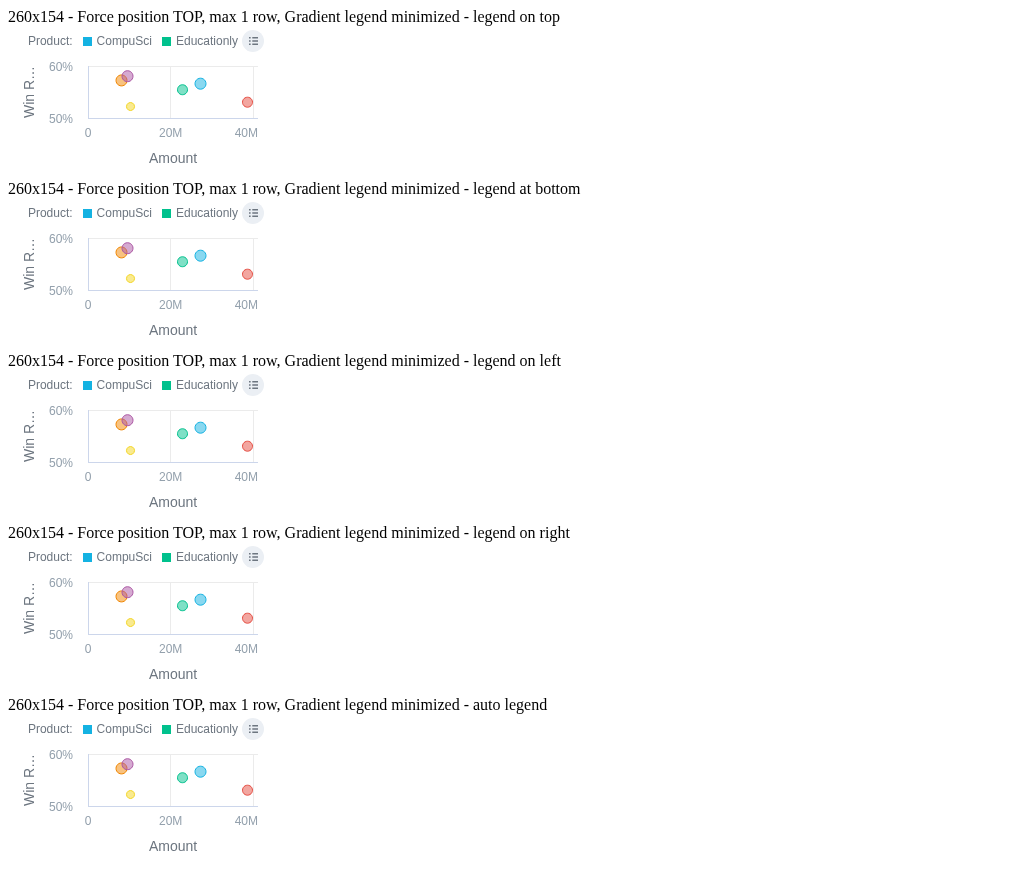 260x154 - Force position TOP, max 1 row, Gradient legend minimized - legend on top
Product: CompuSci Educationly
60%
Win R...
50%
0 20M 40M
Amount
260x154 - Force position TOP, max 1 row, Gradient legend minimized - legend at bottom
Product: CompuSci Educationly
60%
Win R...
50%
0 20M 40M
Amount
260x154 - Force position TOP, max 1 row, Gradient legend minimized - legend on left
Product: CompuSci Educationly
60%
Win R...
50%
0 20M 40M
Amount
260x154 - Force position TOP, max 1 row, Gradient legend minimized - legend on right
Product: CompuSci Educationly
60%
Win R...
50%
0 20M 40M
Amount
260x154 - Force position TOP, max 1 row, Gradient legend minimized - auto legend
Product: CompuSci Educationly
60%
Win R...
50%
0 20M 40M
Amount